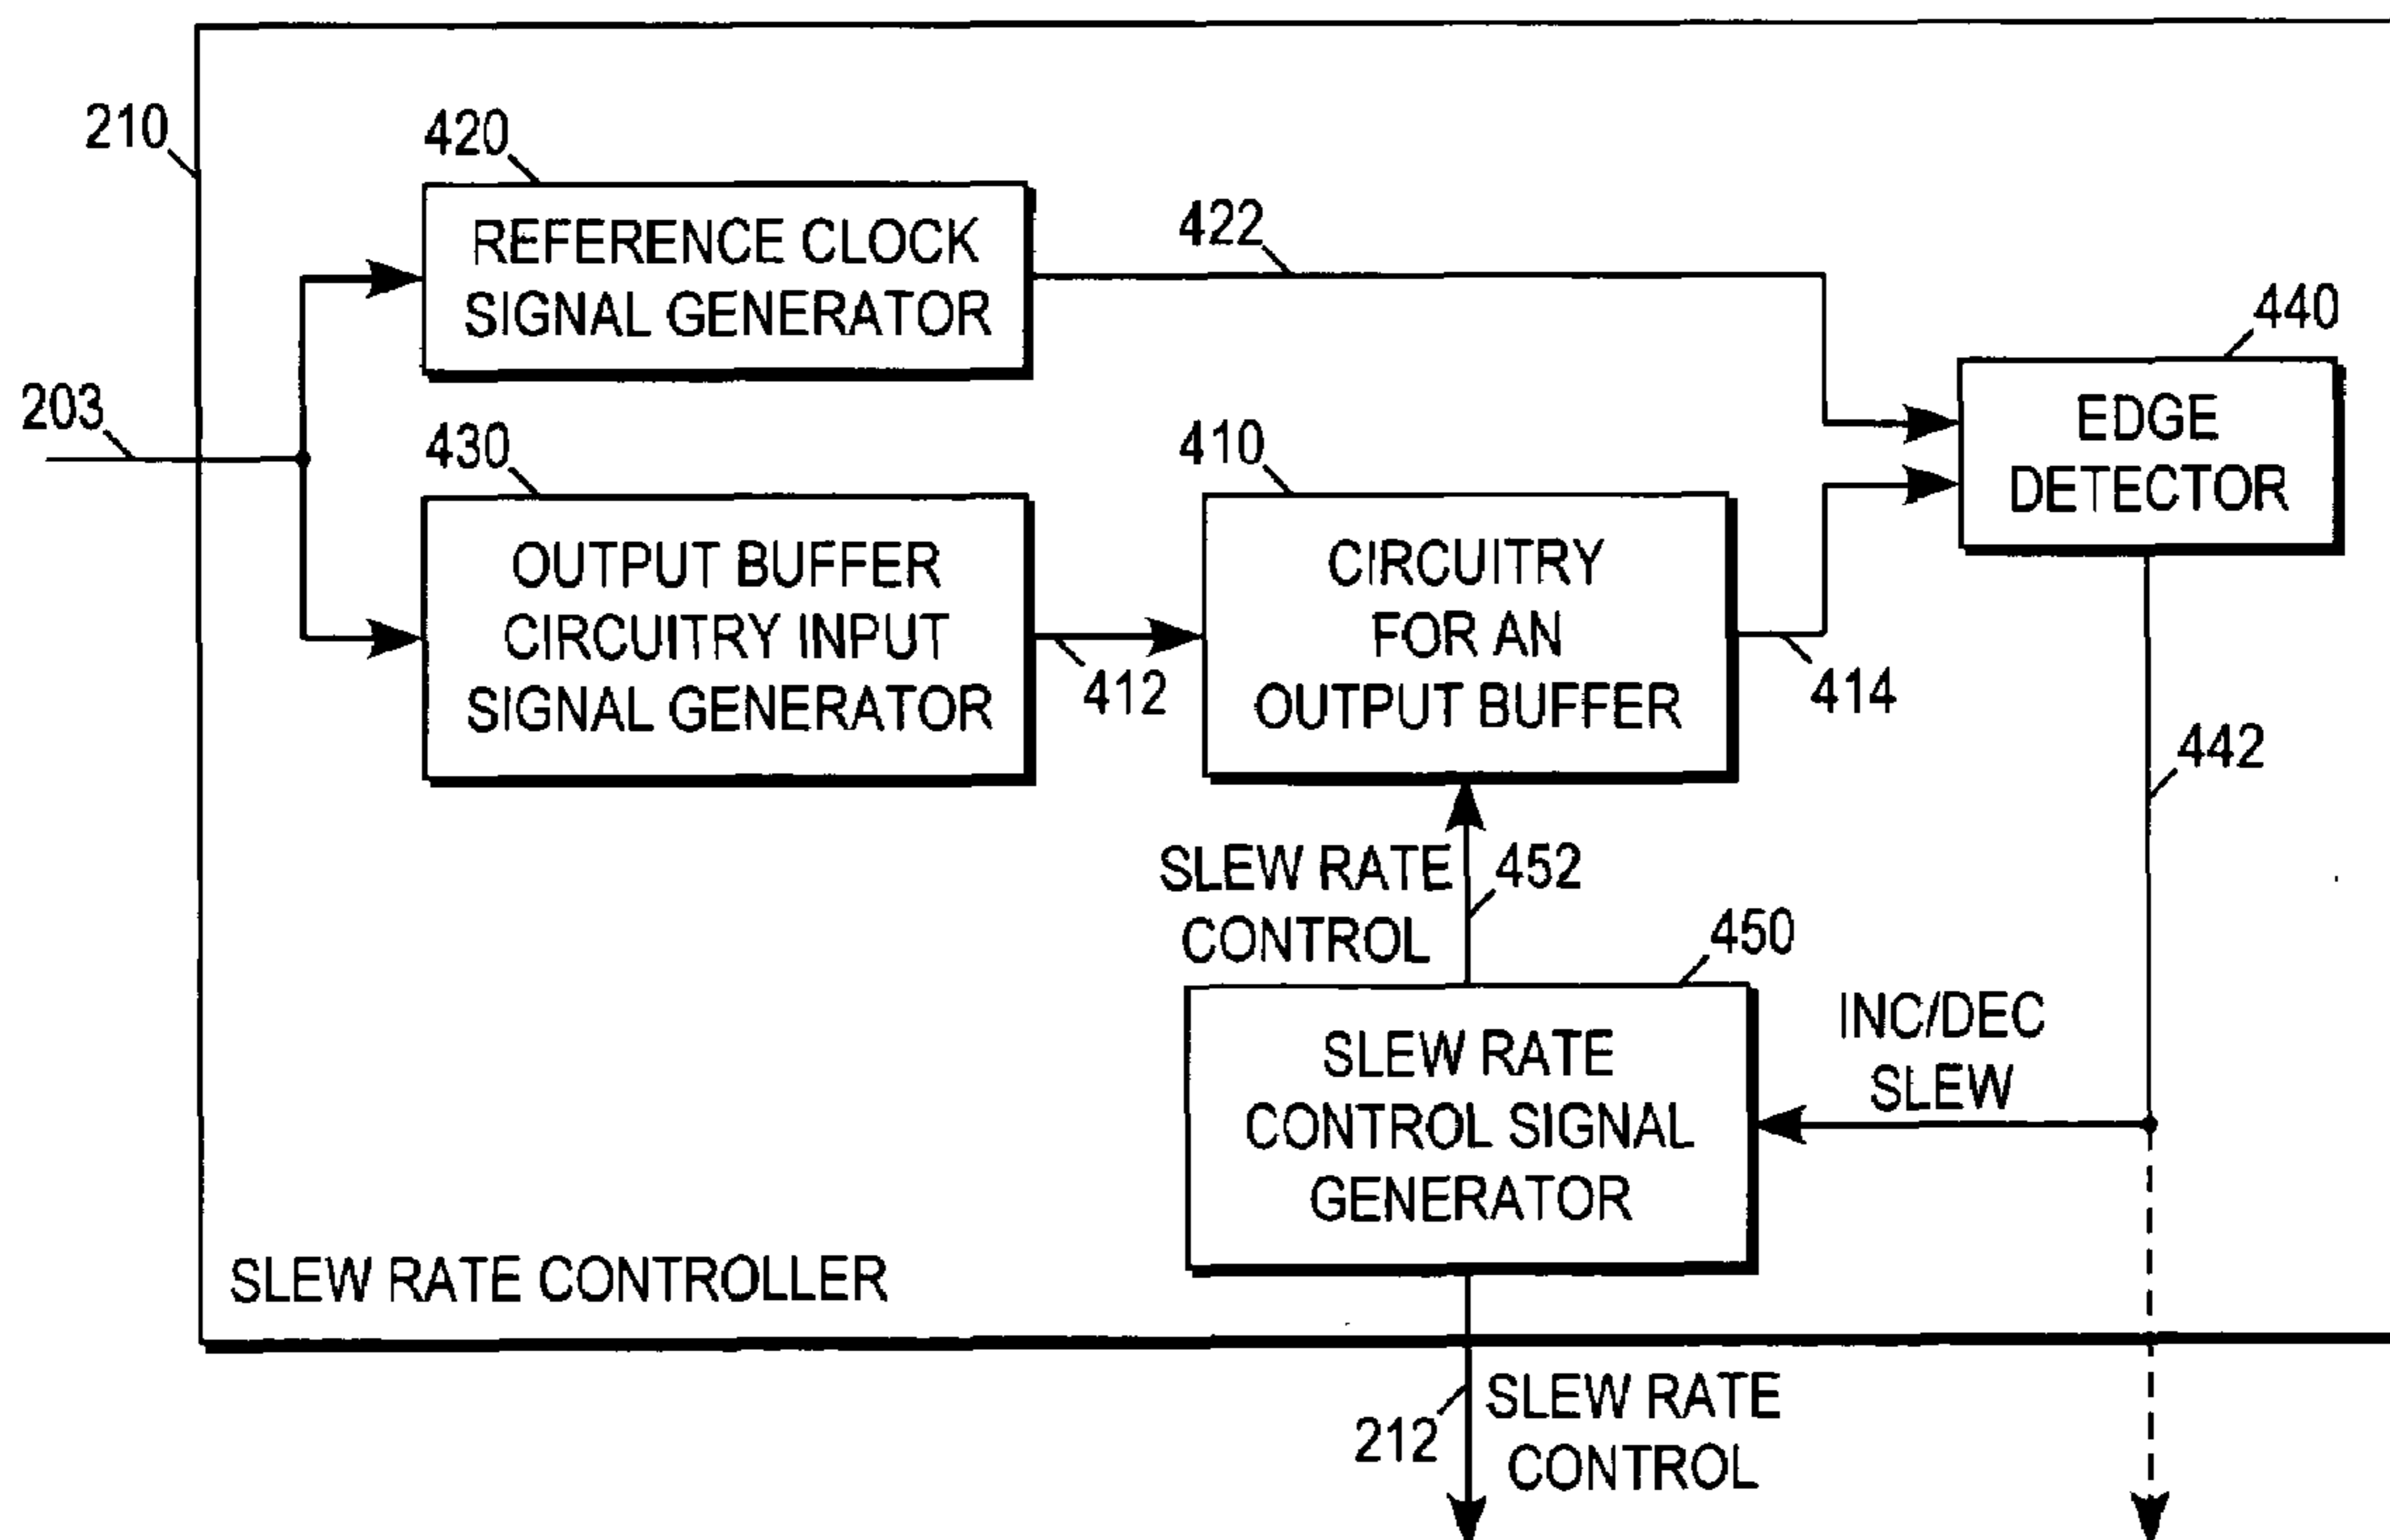 210
420
REFERENCE CLOCK
SIGNAL GENERATOR
422
440
EDGE
DETECTOR
203
430
OUTPUT BUFFER
CIRCUITRY INPUT
SIGNAL GENERATOR
412
410
CIRCUITRY
FOR AN
OUTPUT BUFFER
414
442
SLEW RATE
CONTROL
452
450
SLEW RATE
CONTROL SIGNAL
GENERATOR
INC/DEC
SLEW
SLEW RATE CONTROLLER
212
SLEW RATE
CONTROL